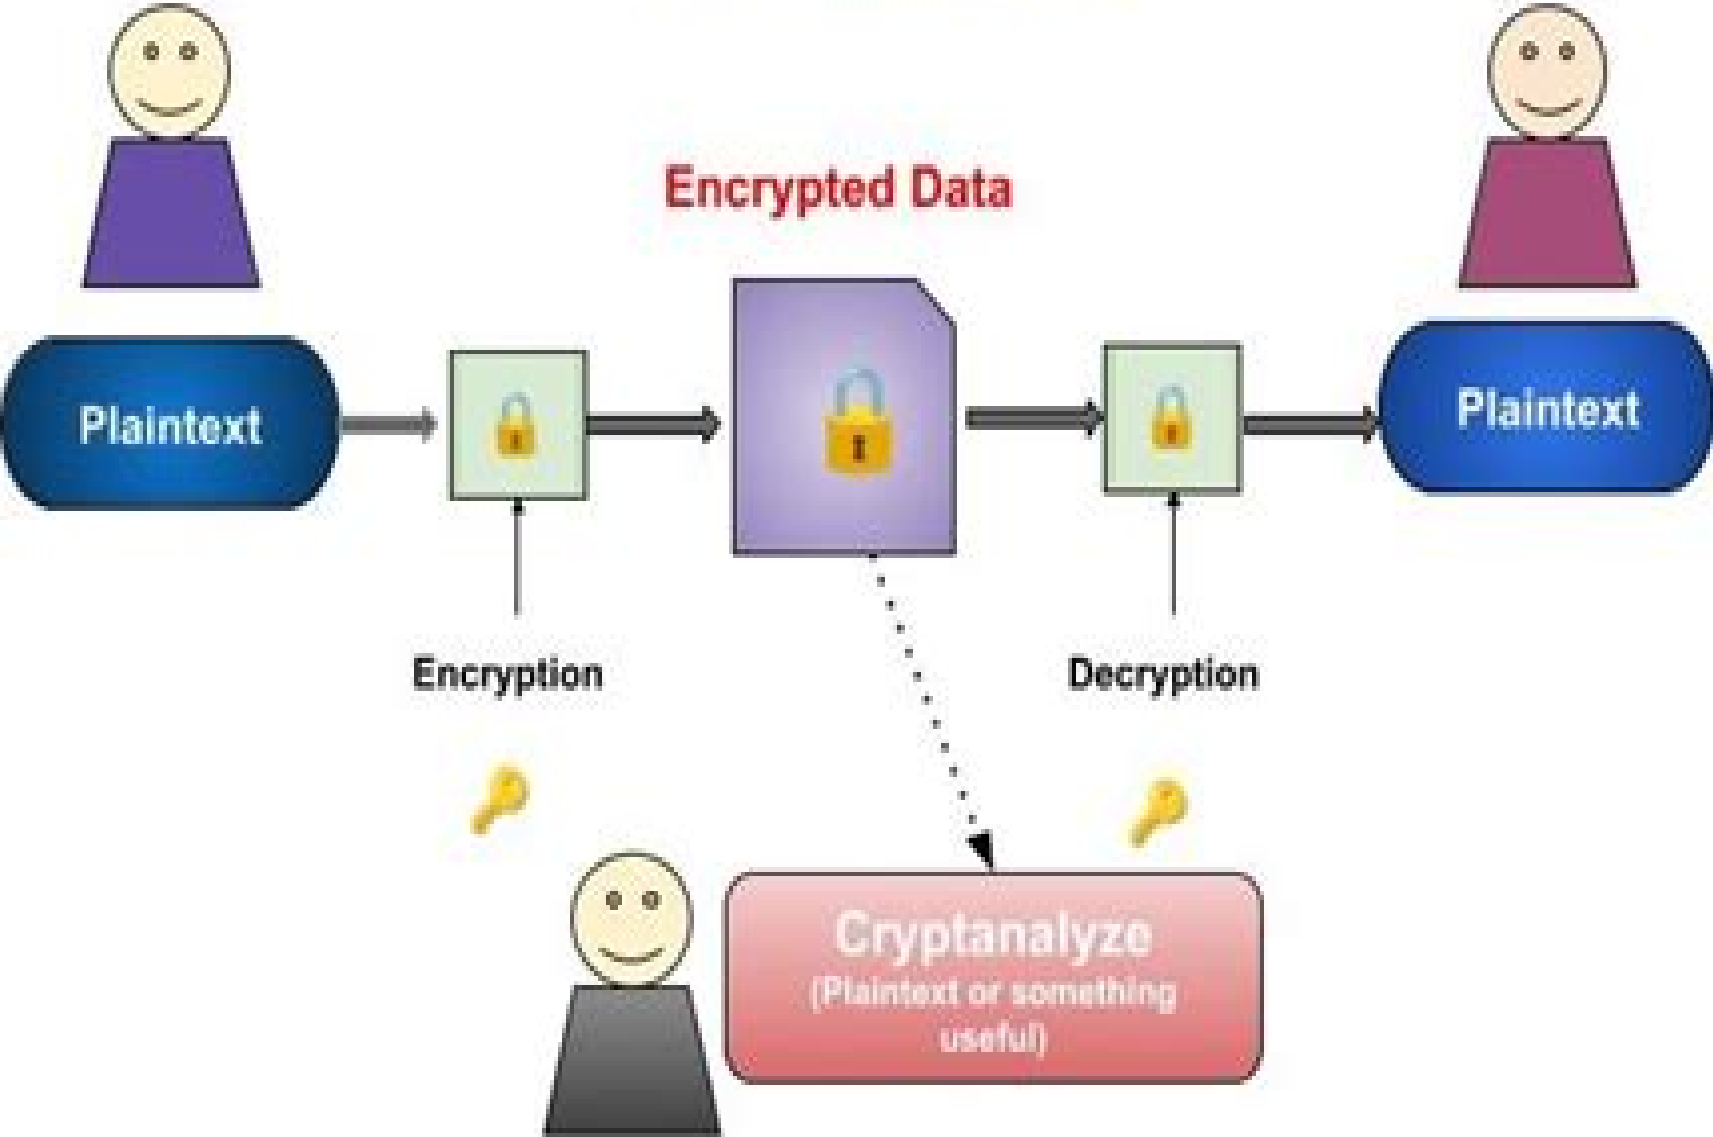 Encrypted Data
Plaintext
Plaintext
Encryption
Decryption
Cryptanalyze
(Plaintext or something
useful)